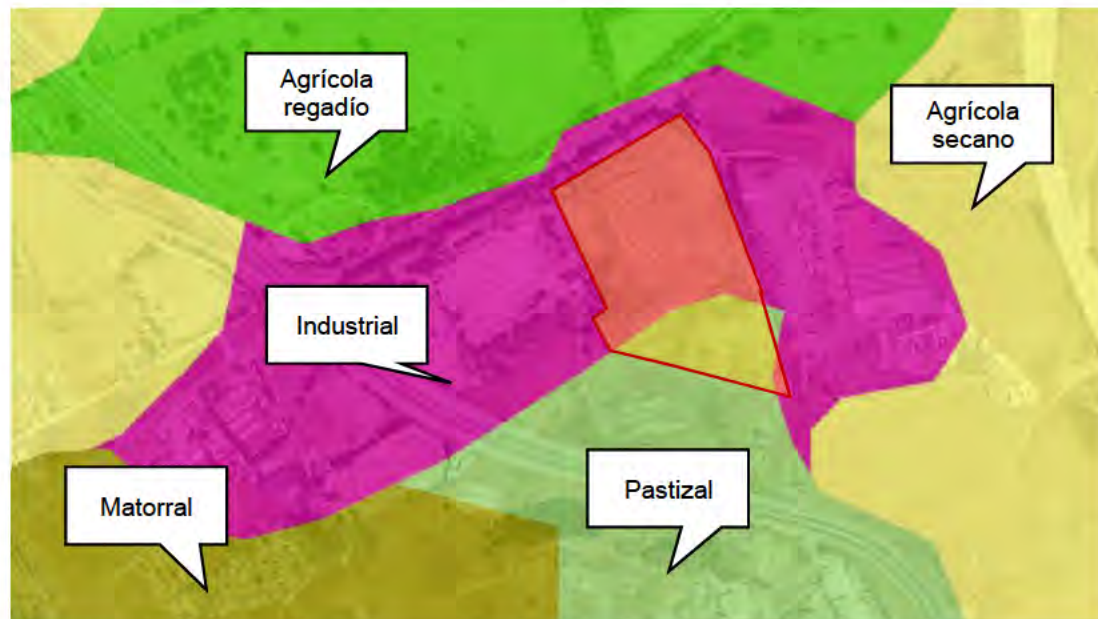 Agrícola
regadío
Agrícola
secano
Industrial
Matorral
Pastizal